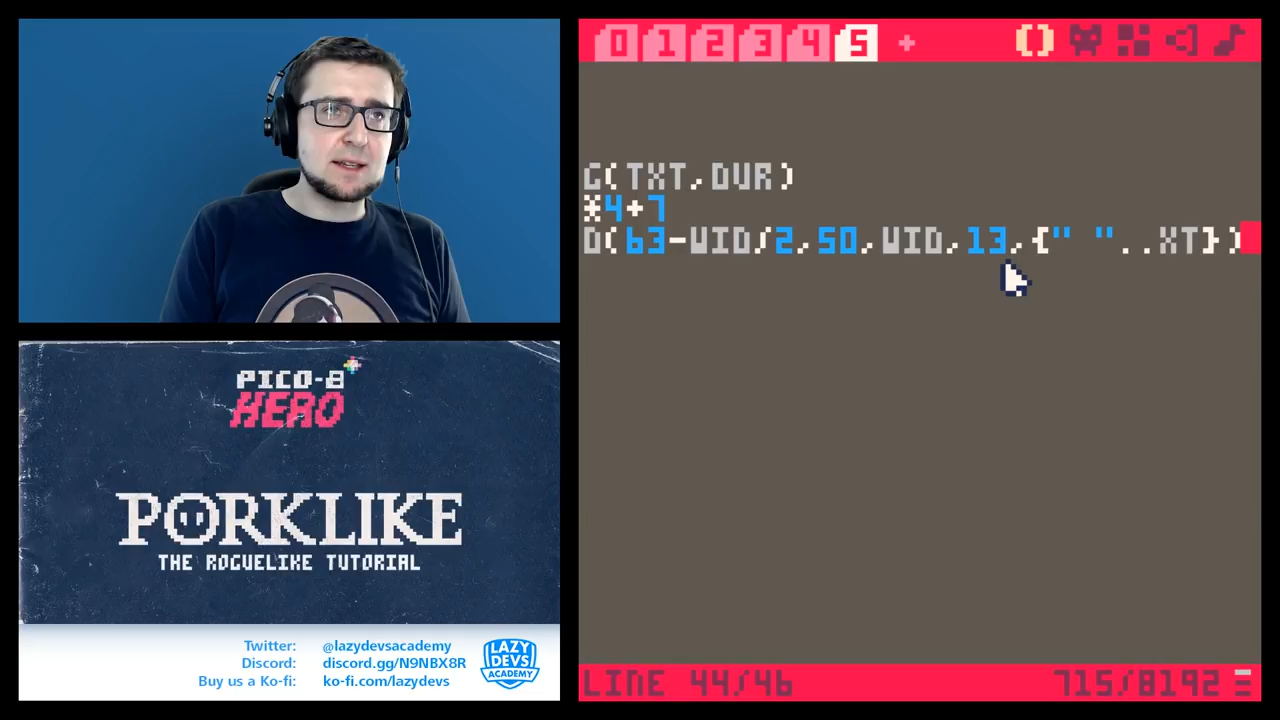 0 1 2 3 4 5 +
G(TXT,DUR)
*4+7
D(63-WID/2,50,WID,13,{" "..XT})
LINE 44/46
715/8192
PICO-8
HERO
PORKLIKE
THE ROGUELIKE TUTORIAL
Twitter: @lazydevsacademy
Discord: discord.gg/N9NBX8R
Buy us a Ko-fi: ko-fi.com/lazydevs
LAZY
DEVS
ACADEMY